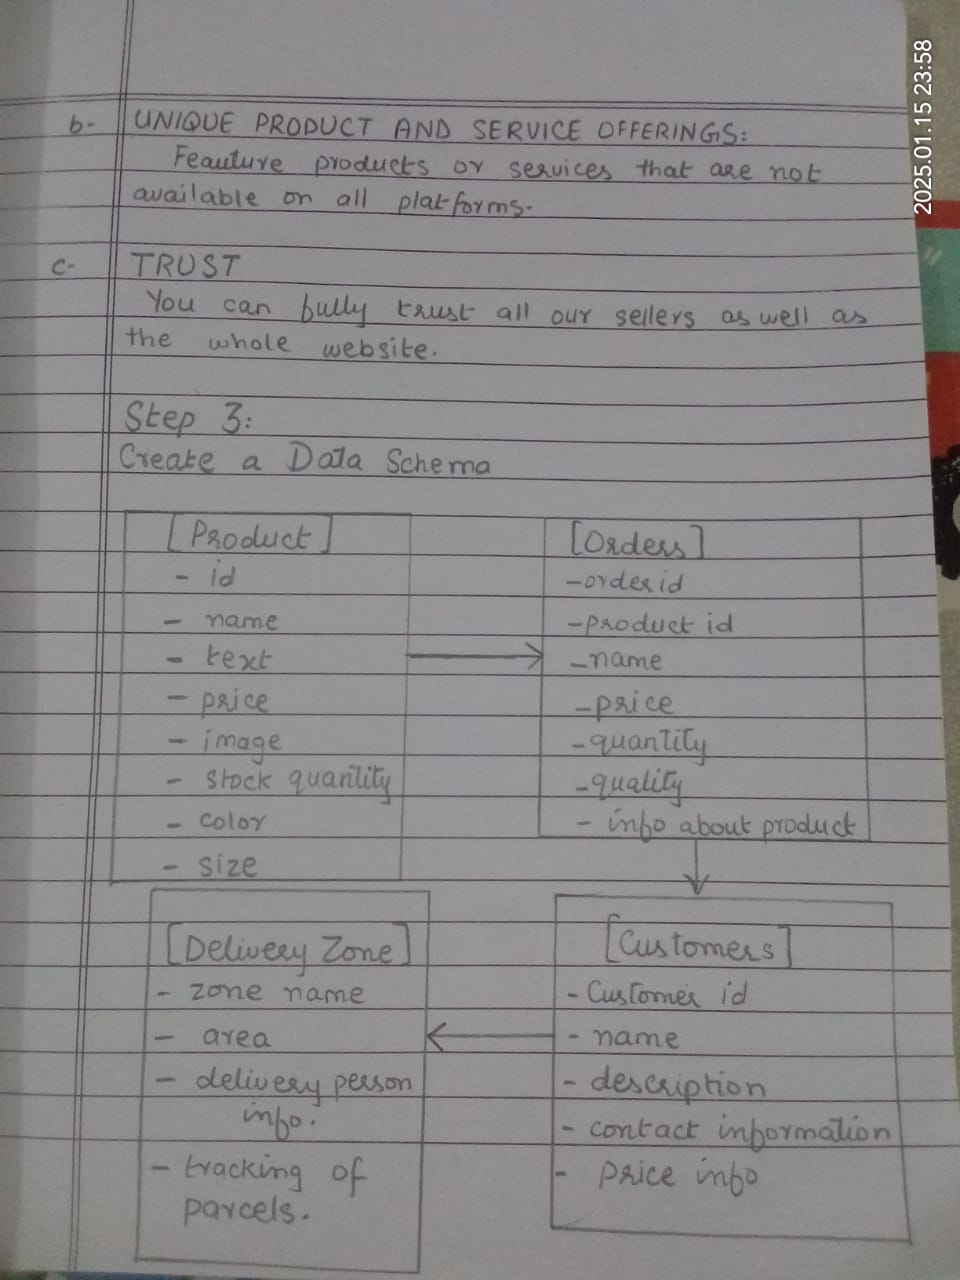 2025.01.15 23:58
b- UNIQUE PRODUCT AND SERVICE OFFERINGS:
Feauture products or services that are not
available on all platforms.
c- TRUST
You can fully trust all our sellers as well as
the whole website.
Step 3:
Create a Data Schema
[Product]
- id
- name
- text
- price
- image
- stock quantity
- color
- size
[Orders]
- order id
- product id
- name
- price
- quantity
- quality
- info about product
[Customers]
- Customer id
- name
- description
- contact information
- price info
[Delivery Zone]
- zone name
- area
- delivery person
info.
- tracking of
parcels.